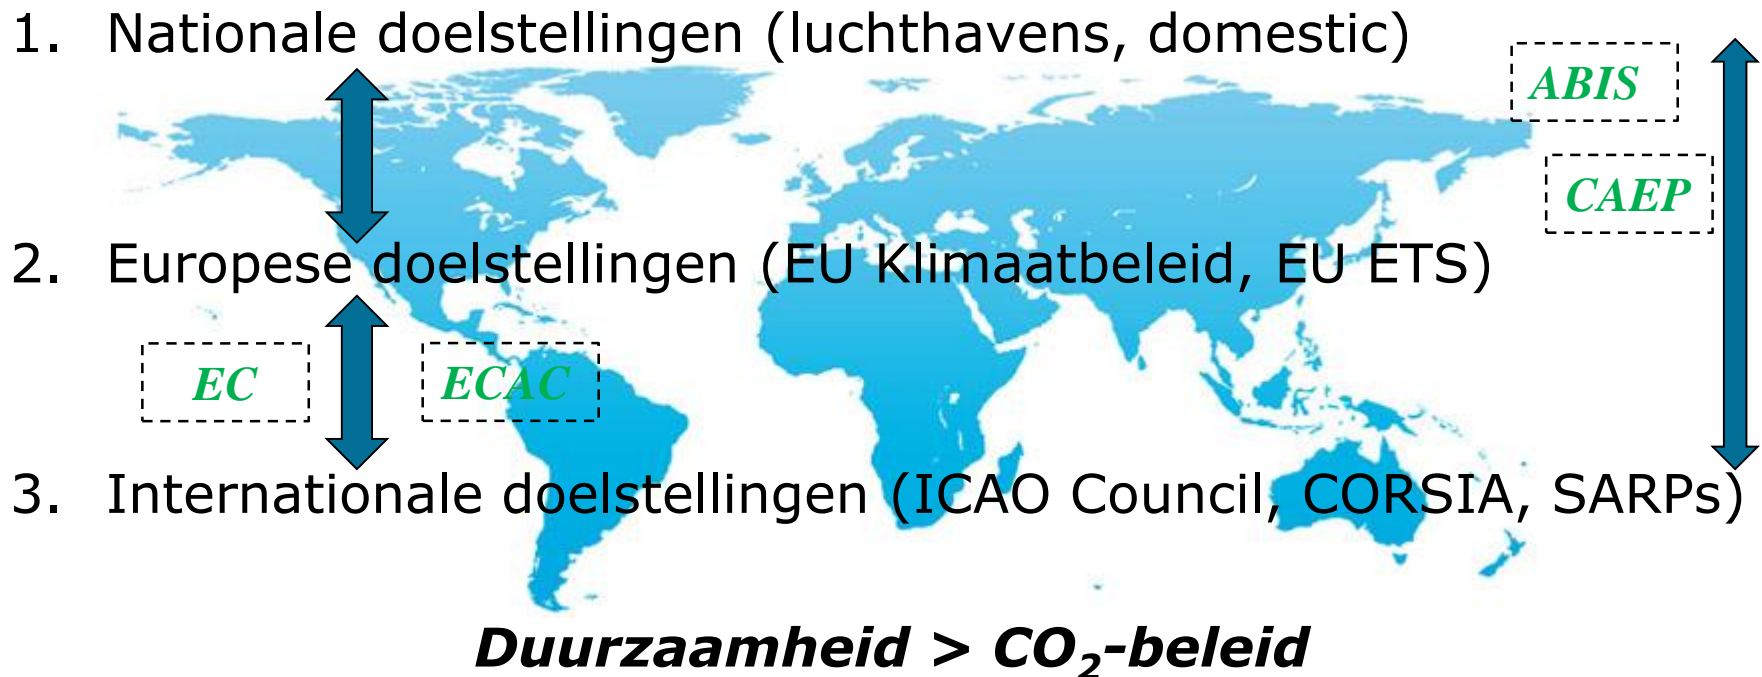 1. Nationale doelstellingen (luchthavens, domestic)
ABIS
CAEP
2. Europese doelstellingen (EU Klimaatbeleid, EU ETS)
EC
ECAC
3. Internationale doelstellingen (ICAO Council, CORSIA, SARPs)
Duurzaamheid > CO₂-beleid